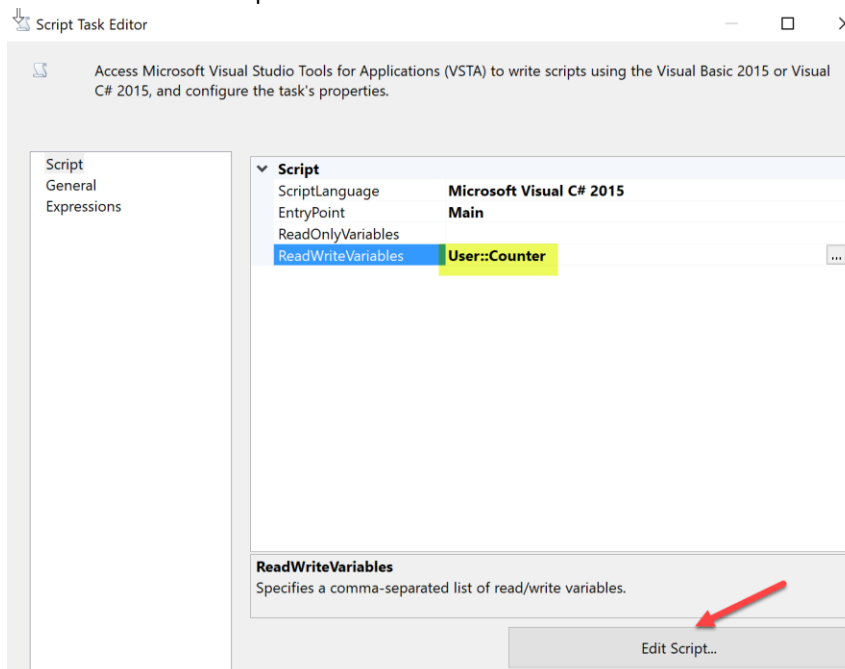 Script Task Editor
Access Microsoft Visual Studio Tools for Applications (VSTA) to write scripts using the Visual Basic 2015 or Visual
C# 2015, and configure the task's properties.
Script
General
Expressions
Script
ScriptLanguage Microsoft Visual C# 2015
EntryPoint Main
ReadOnlyVariables
ReadWriteVariables User::Counter ...
ReadWriteVariables
Specifies a comma-separated list of read/write variables.
Edit Script...